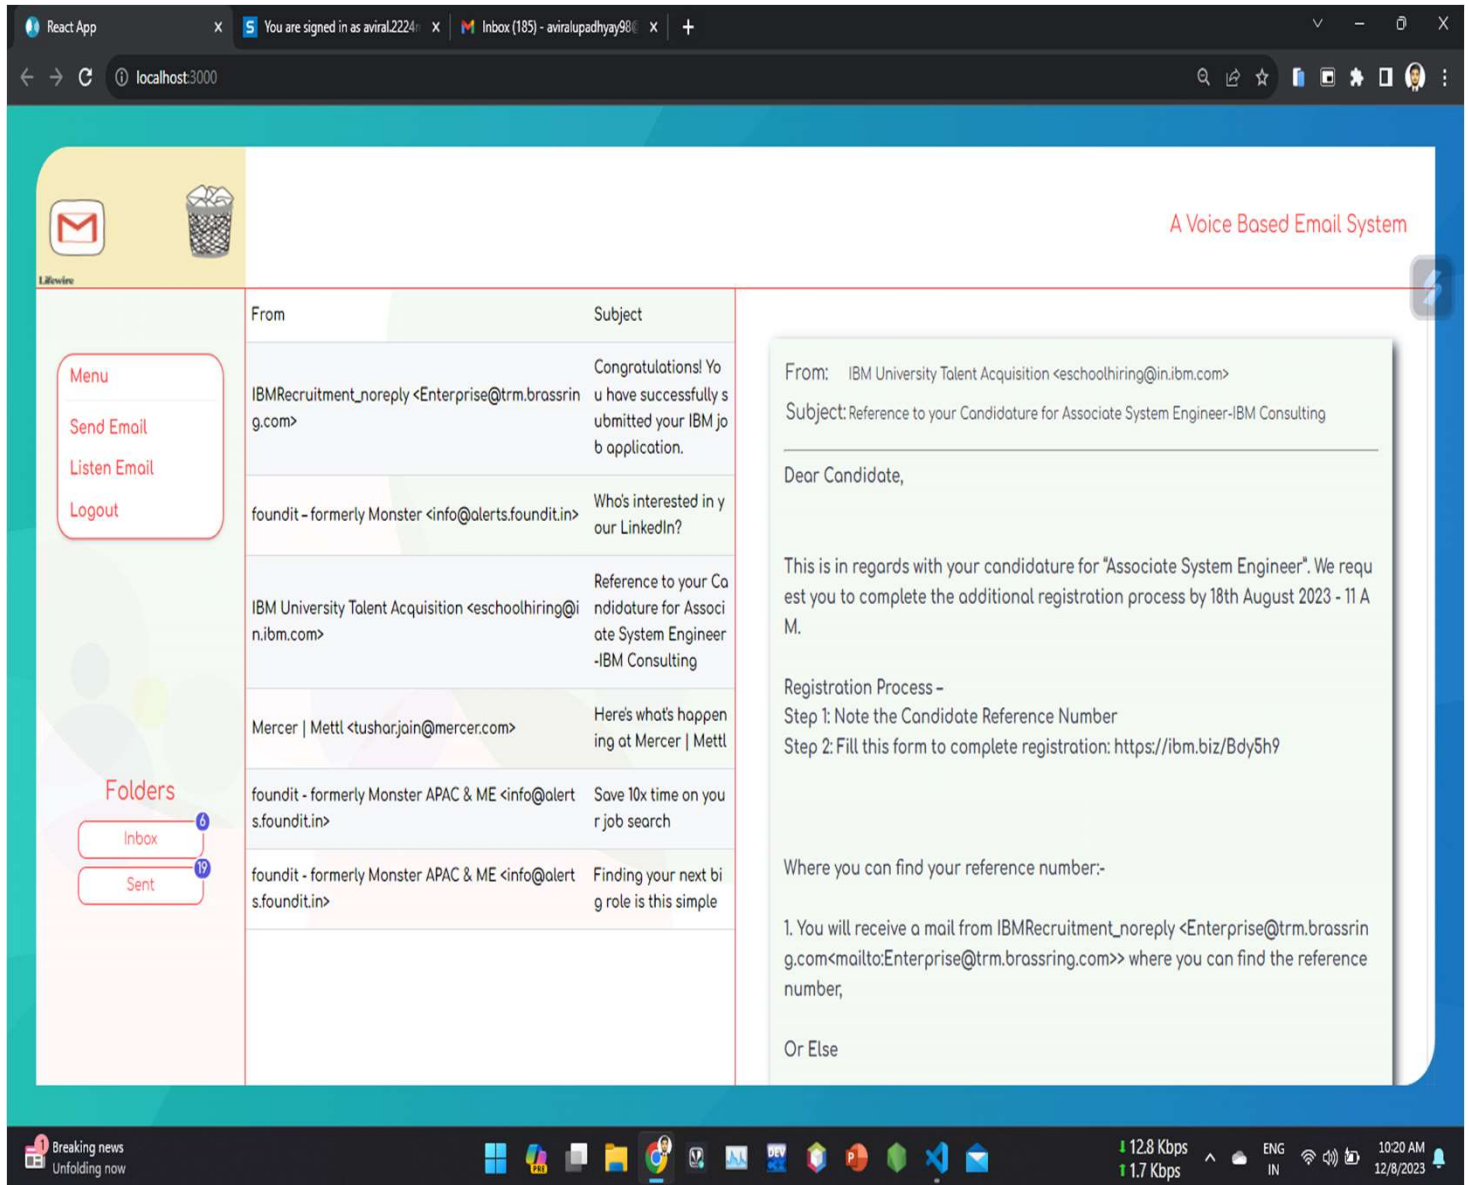 React App
You are signed in as aviral.2224
Inbox (185) - aviralupadhyay98@
localhost:3000
Lifewire
A Voice Based Email System
Menu
Send Email
Listen Email
Logout
Folders
Inbox
6
Sent
19
From Subject
IBMRecruitment_noreply <Enterprise@trm.brassrin
g.com>
Congratulations! Yo
u have successfully s
ubmitted your IBM jo
b application.
foundit – formerly Monster <info@alerts.foundit.in>
Who's interested in y
our LinkedIn?
IBM University Talent Acquisition <eschoolhiring@i
n.ibm.com>
Reference to your Ca
ndidature for Associ
ate System Engineer
-IBM Consulting
Mercer | Mettl <tushar.jain@mercer.com>
Here's what's happen
ing at Mercer | Mettl
foundit - formerly Monster APAC & ME <info@alert
s.foundit.in>
Save 10x time on you
r job search
foundit - formerly Monster APAC & ME <info@alert
s.foundit.in>
Finding your next bi
g role is this simple
From: IBM University Talent Acquisition <eschoolhiring@in.ibm.com>
Subject: Reference to your Candidature for Associate System Engineer-IBM Consulting
Dear Candidate,
This is in regards with your candidature for “Associate System Engineer”. We requ
est you to complete the additional registration process by 18th August 2023 - 11 A
M.
Registration Process –
Step 1: Note the Candidate Reference Number
Step 2: Fill this form to complete registration: https://ibm.biz/Bdy5h9
Where you can find your reference number:-
1. You will receive a mail from IBMRecruitment_noreply <Enterprise@trm.brassrin
g.com<mailto:Enterprise@trm.brassring.com>> where you can find the reference
number,
Or Else
1
Breaking news
Unfolding now
PRE
DEV
12.8 Kbps
1.7 Kbps
ENG
IN
10:20 AM
12/8/2023